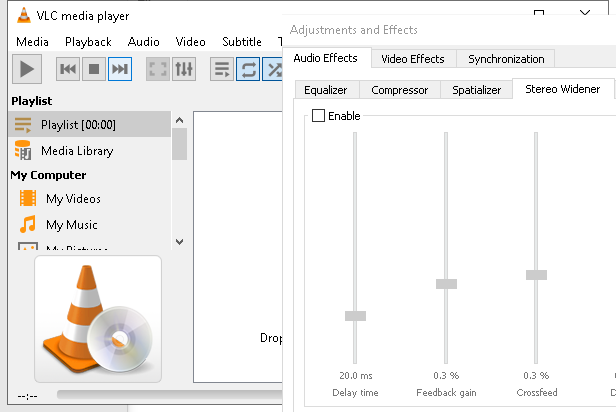 VLC media player
Media Playback Audio Video Subtitle
Playlist
Playlist [00:00]
Media Library
My Computer
My Videos
My Music
My Pictures
--:--
Adjustments and Effects
Audio Effects Video Effects Synchronization
Equalizer Compressor Spatializer Stereo Widener
Enable
20.0 ms 0.3 % 0.3 %
Delay time Feedback gain Crossfeed